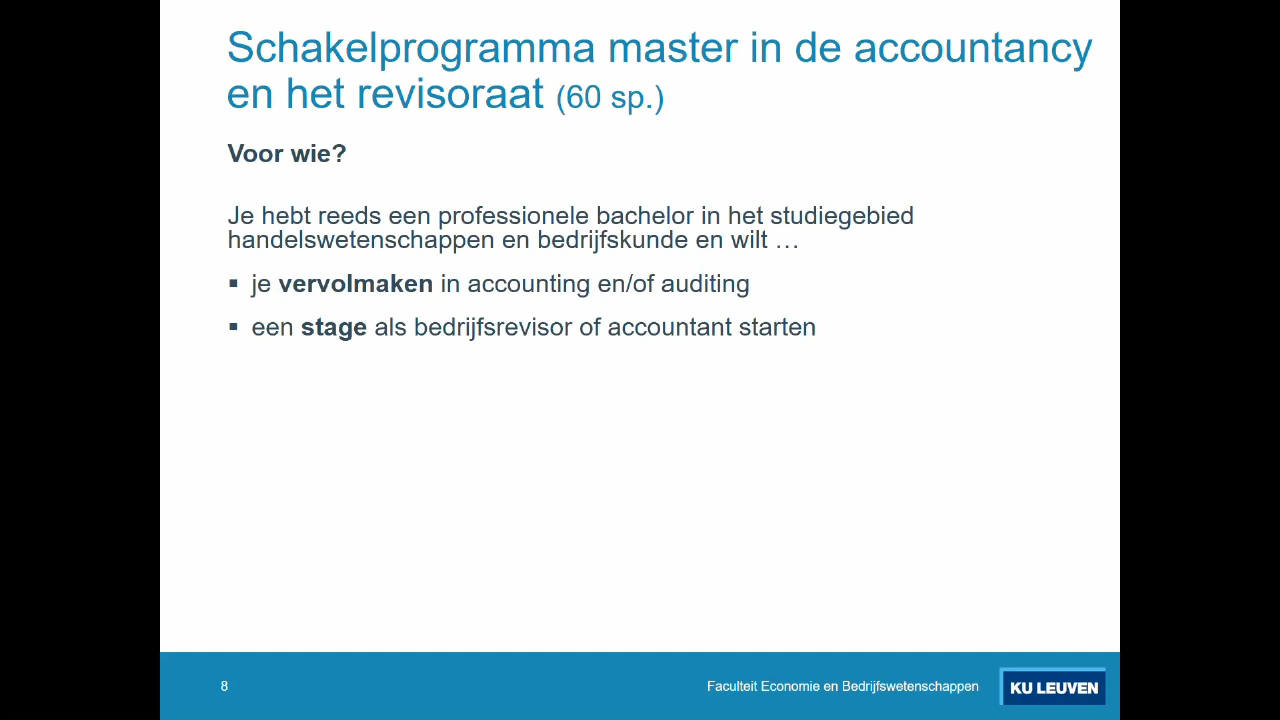 Schakelprogramma master in de accountancy
en het revisoraat (60 sp.)
Voor wie?
Je hebt reeds een professionele bachelor in het studiegebied
handelswetenschappen en bedrijfskunde en wilt …
▪ je vervolmaken in accounting en/of auditing
▪ een stage als bedrijfsrevisor of accountant starten
8
Faculteit Economie en Bedrijfswetenschappen
KU LEUVEN